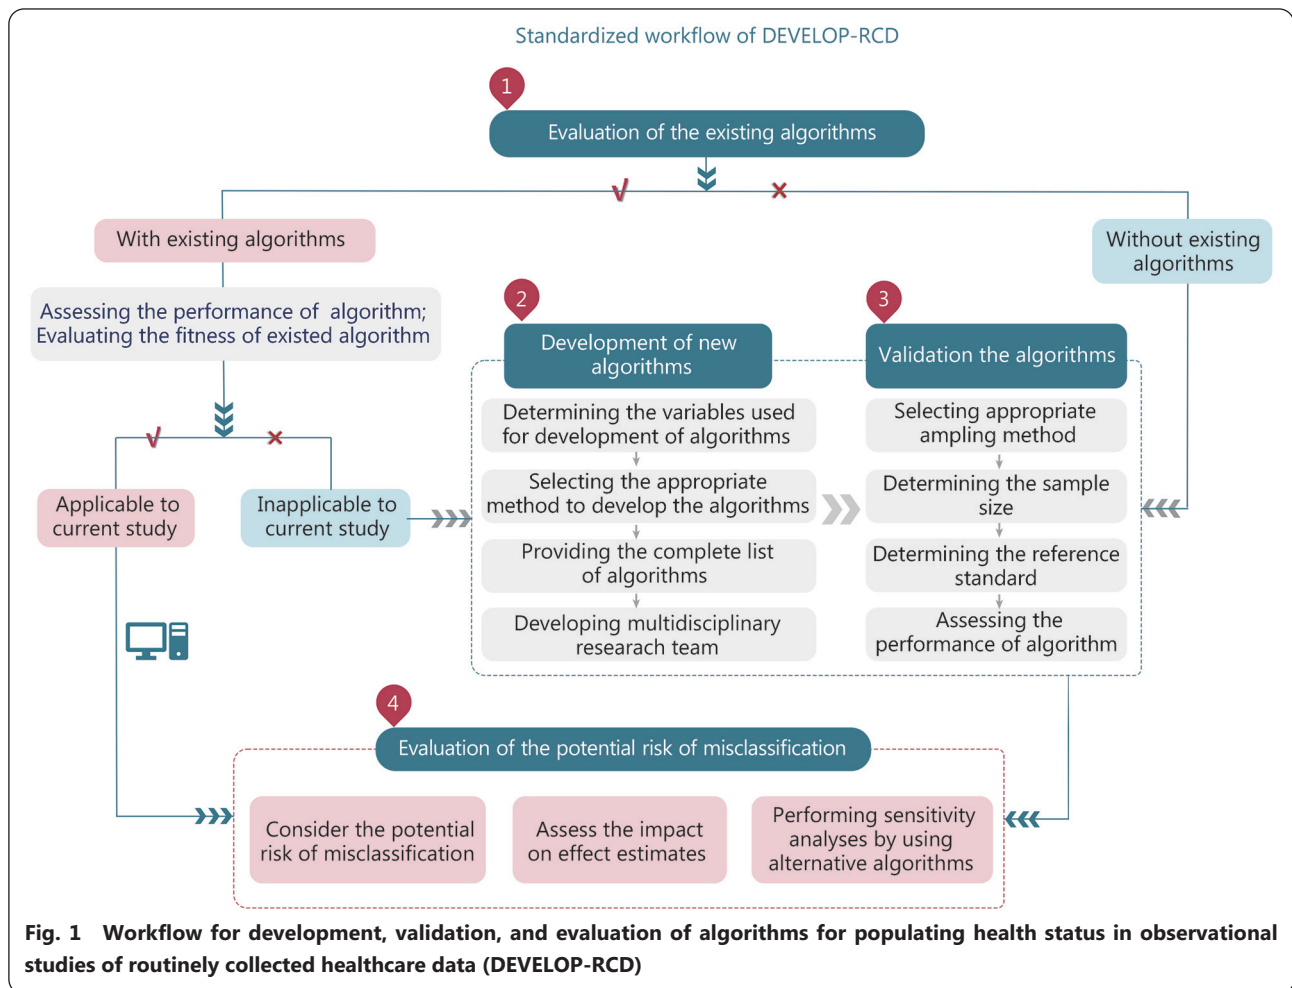 Standardized workflow of DEVELOP-RCD
1
Evaluation of the existing algorithms
√
×
With existing algorithms
Without existing
algorithms
Assessing the performance of algorithm;
Evaluating the fitness of existed algorithm
√
×
Applicable to
current study
Inapplicable to
current study
2
Development of new
algorithms
Determining the variables used
for development of algorithms
Selecting the appropriate
method to develop the algorithms
Providing the complete list
of algorithms
Developing multidisciplinary
researach team
3
Validation the algorithms
Selecting appropriate
ampling method
Determining the sample
size
Determining the reference
standard
Assessing the
performance of algorithm
4
Evaluation of the potential risk of misclassification
Consider the potential
risk of misclassification
Assess the impact
on effect estimates
Performing sensitivity
analyses by using
alternative algorithms
Fig. 1 Workflow for development, validation, and evaluation of algorithms for populating health status in observational
studies of routinely collected healthcare data (DEVELOP-RCD)